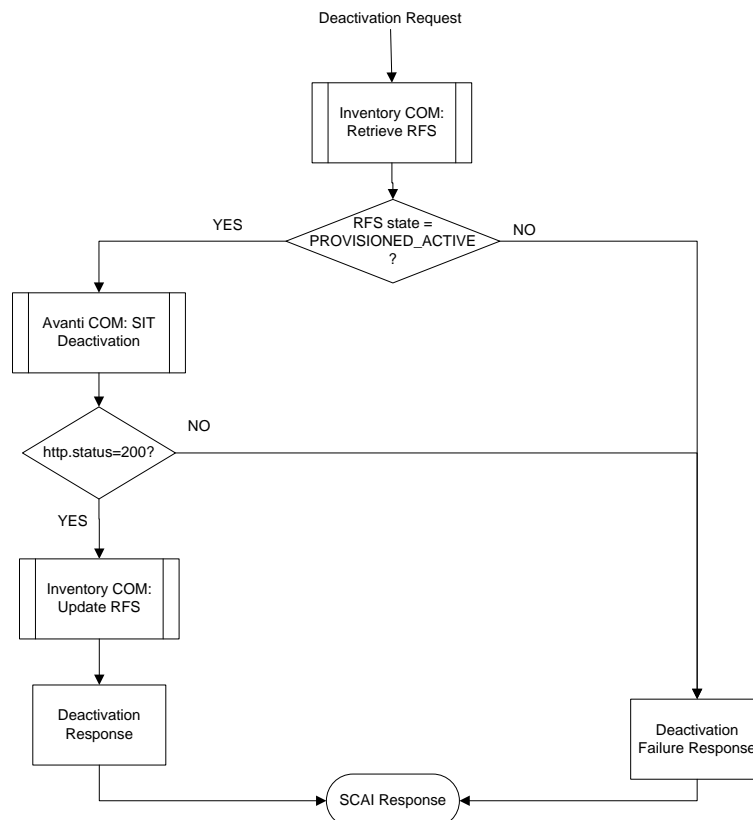 Deactivation Request
Inventory COM:
Retrieve RFS
RFS state =
PROVISIONED_ACTIVE
?
YES
NO
Avanti COM: SIT
Deactivation
http.status=200?
NO
YES
Inventory COM:
Update RFS
Deactivation
Response
Deactivation
Failure Response
SCAI Response